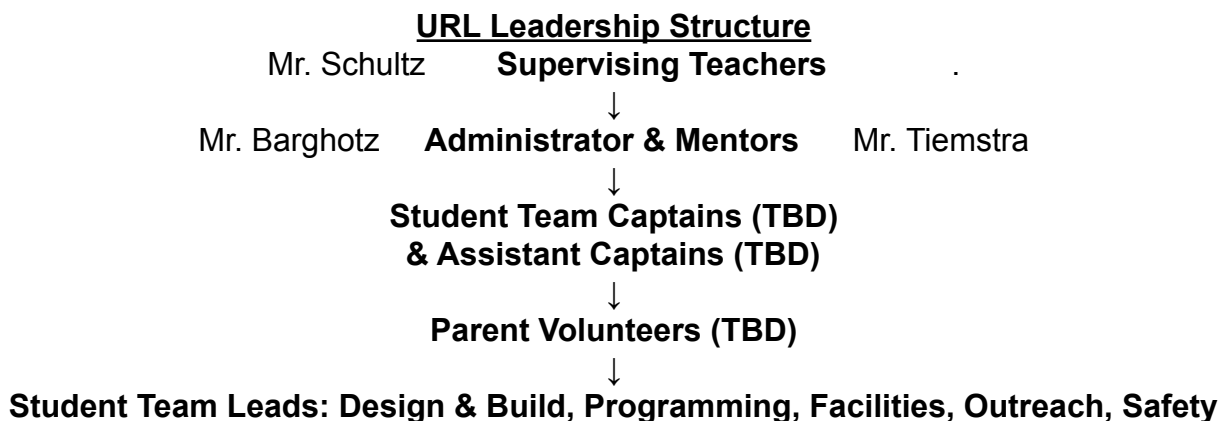 URL Leadership Structure
Mr. Schultz Supervising Teachers .
↓
Mr. Barghotz Administrator & Mentors Mr. Tiemstra
↓
Student Team Captains (TBD)
& Assistant Captains (TBD)
↓
Parent Volunteers (TBD)
↓
Student Team Leads: Design & Build, Programming, Facilities, Outreach, Safety